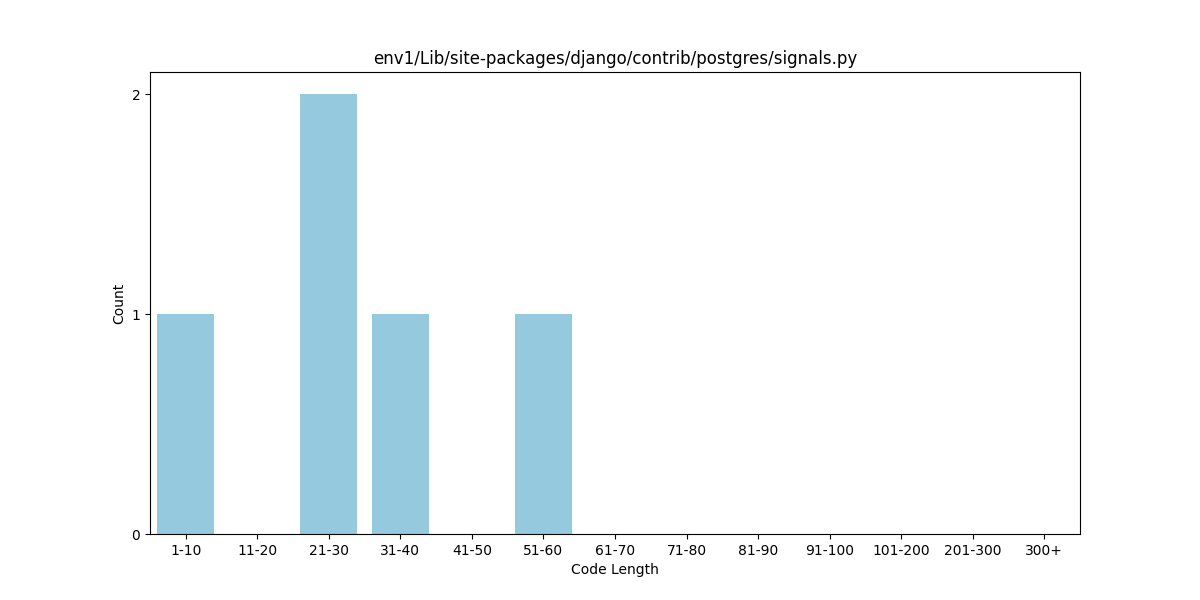 env1/Lib/site-packages/django/contrib/postgres/signals.py
2
1
0
Count
1-10 11-20 21-30 31-40 41-50 51-60 61-70 71-80 81-90 91-100 101-200 201-300 300+
Code Length